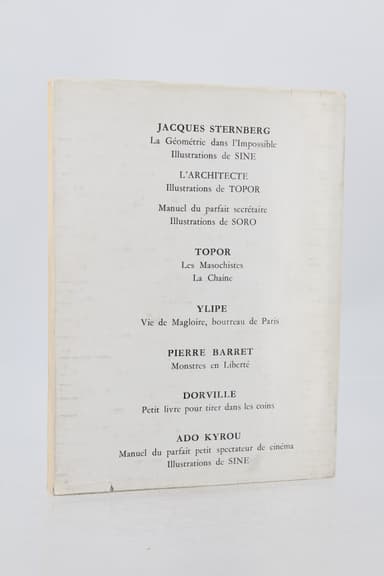 JACQUES STERNBERG
La Géométrie dans l'Impossible
Illustrations de SINE
L'ARCHITECTE
Illustrations de TOPOR
Manuel du parfait secrétaire
Illustrations de SORO
TOPOR
Les Masochistes
La Chaine
YLIPE
Vie de Magloire, bourreau de Paris
PIERRE BARRET
Monstres en Liberté
DORVILLE
Petit livre pour tirer dans les coins
ADO KYROU
Manuel du parfait petit spectateur de cinéma
Illustrations de SINE